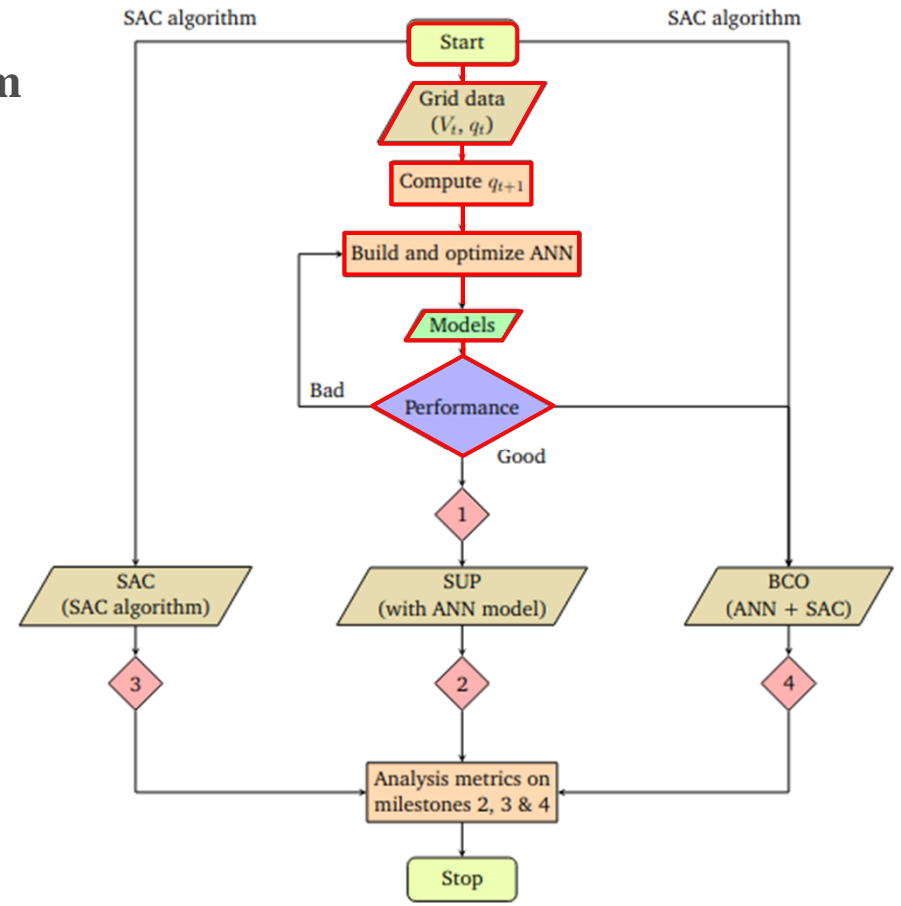 SAC algorithm
SAC algorithm
Start
m
Grid data
(Vₜ, qₜ)
Compute qₜ₊₁
Build and optimize ANN
Models
Bad
Performance
Good
1
SAC
(SAC algorithm)
SUP
(with ANN model)
BCO
(ANN + SAC)
3
2
4
Analysis metrics on
milestones 2, 3 & 4
Stop